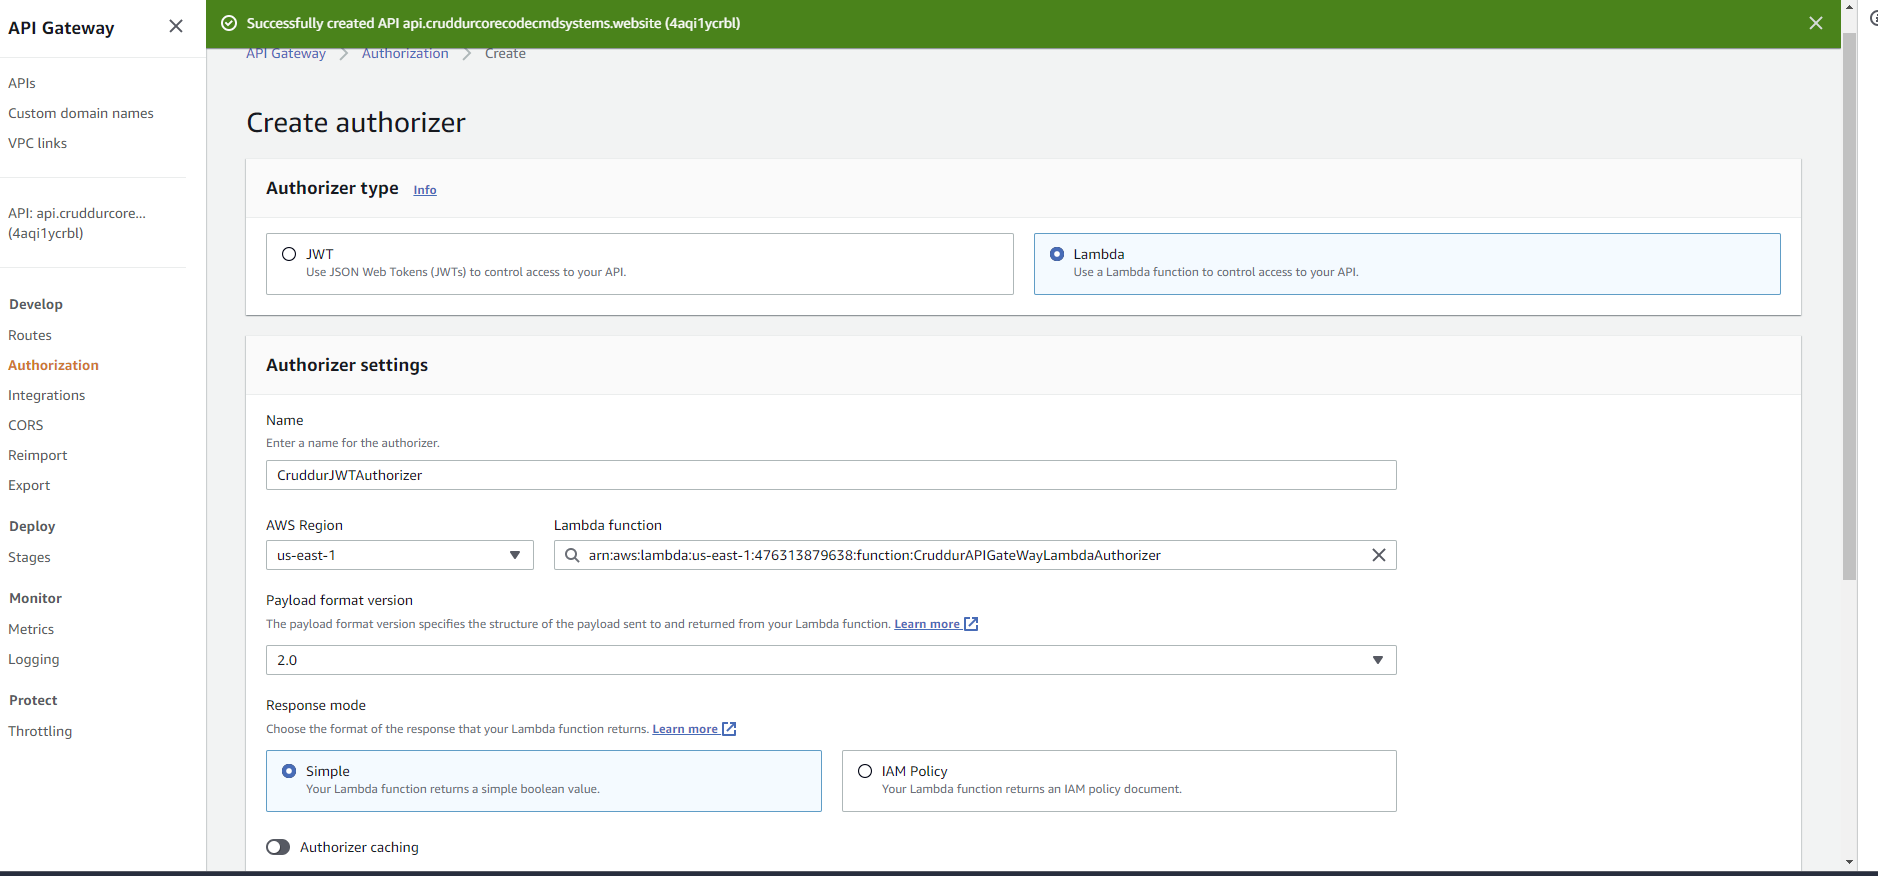 API Gateway
APIs
Custom domain names
VPC links
API: api.cruddurcore...
(4aqi1ycrbl)
Develop
Routes
Authorization
Integrations
CORS
Reimport
Export
Deploy
Stages
Monitor
Metrics
Logging
Protect
Throttling
Successfully created API api.cruddurcorecodecmdsystems.website (4aqi1ycrbl)
API Gateway Authorization Create
Create authorizer
Authorizer type Info
JWT
Use JSON Web Tokens (JWTs) to control access to your API.
Lambda
Use a Lambda function to control access to your API.
Authorizer settings
Name
Enter a name for the authorizer.
CruddurJWTAuthorizer
AWS Region
us-east-1
Lambda function
arn:aws:lambda:us-east-1:476313879638:function:CruddurAPIGateWayLambdaAuthorizer
Payload format version
The payload format version specifies the structure of the payload sent to and returned from your Lambda function. Learn more
2.0
Response mode
Choose the format of the response that your Lambda function returns. Learn more
Simple
Your Lambda function returns a simple boolean value.
IAM Policy
Your Lambda function returns an IAM policy document.
Authorizer caching